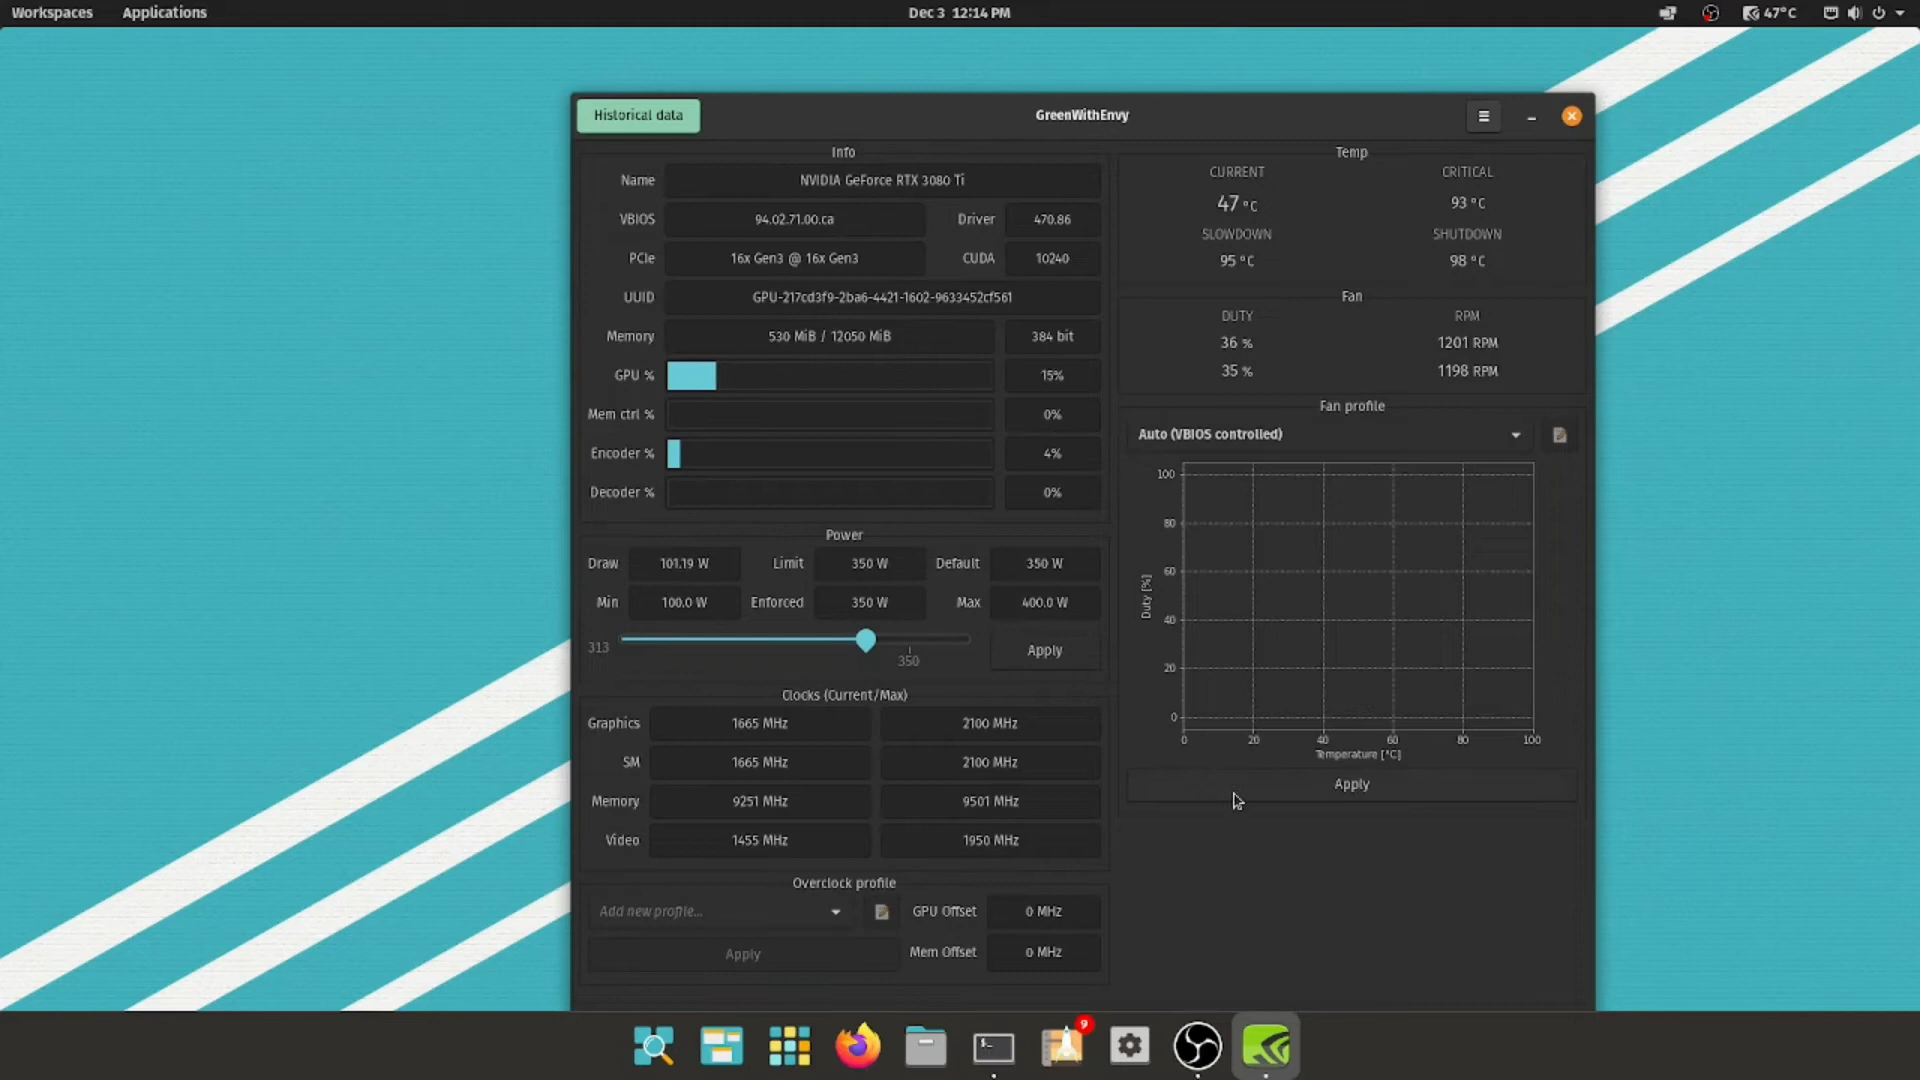 Workspaces Applications Dec 3 12:14 PM 47°C
Historical data GreenWithEnvy
Info
Name NVIDIA GeForce RTX 3080 Ti
VBIOS 94.02.71.00.ca Driver 470.86
PCIe 16x Gen3 @ 16x Gen3 CUDA 10240
UUID GPU-217cd3f9-2ba6-4421-1602-9633452cf561
Memory 530 MiB / 12050 MiB 384 bit
GPU % 15%
Mem ctrl % 0%
Encoder % 4%
Decoder % 0%
Power
Draw 101.19 W Limit 350 W Default 350 W
Min 100.0 W Enforced 350 W Max 400.0 W
313 350 Apply
Clocks (Current/Max)
Graphics 1665 MHz 2100 MHz
SM 1665 MHz 2100 MHz
Memory 9251 MHz 9501 MHz
Video 1455 MHz 1950 MHz
Overclock profile
Add new profile... GPU Offset 0 MHz
Apply Mem Offset 0 MHz
Temp
CURRENT CRITICAL
47 °C 93 °C
SLOWDOWN SHUTDOWN
95 °C 98 °C
Fan
DUTY RPM
36 % 1201 RPM
35 % 1198 RPM
Fan profile
Auto (VBIOS controlled)
100
80
60
40
20
0
Duty [%]
0 20 40 60 80 100
Temperature [°C]
Apply
9